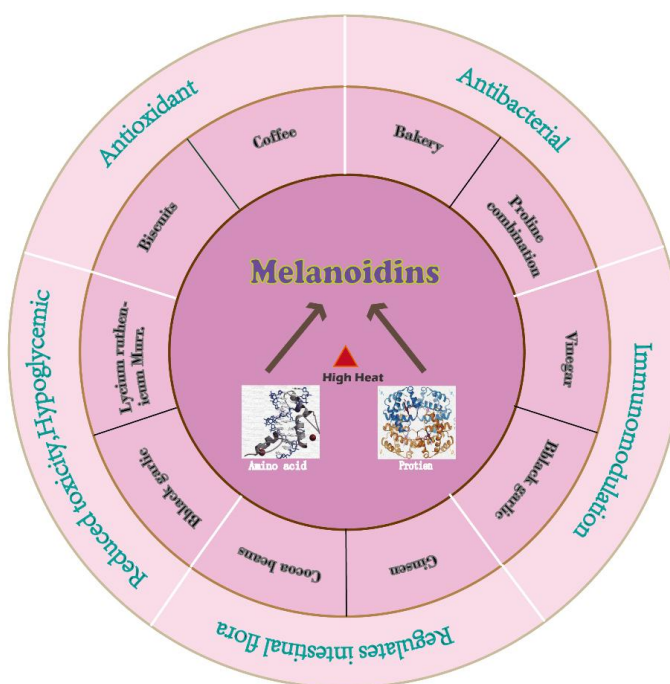 Antioxidant
Antibacterial
Immunomodulation
Regulates intestinal flora
Reduced toxicity,Hypoglycemic
Coffee
Bakery
Proline
combination
Vinegar
Bblack garlic
Ginsen
Cocoa beans
Bblack garlic
Lycium ruthen-
icum Murr.
Biscuits
Melanoidins
High Heat
Amino acid
Protien